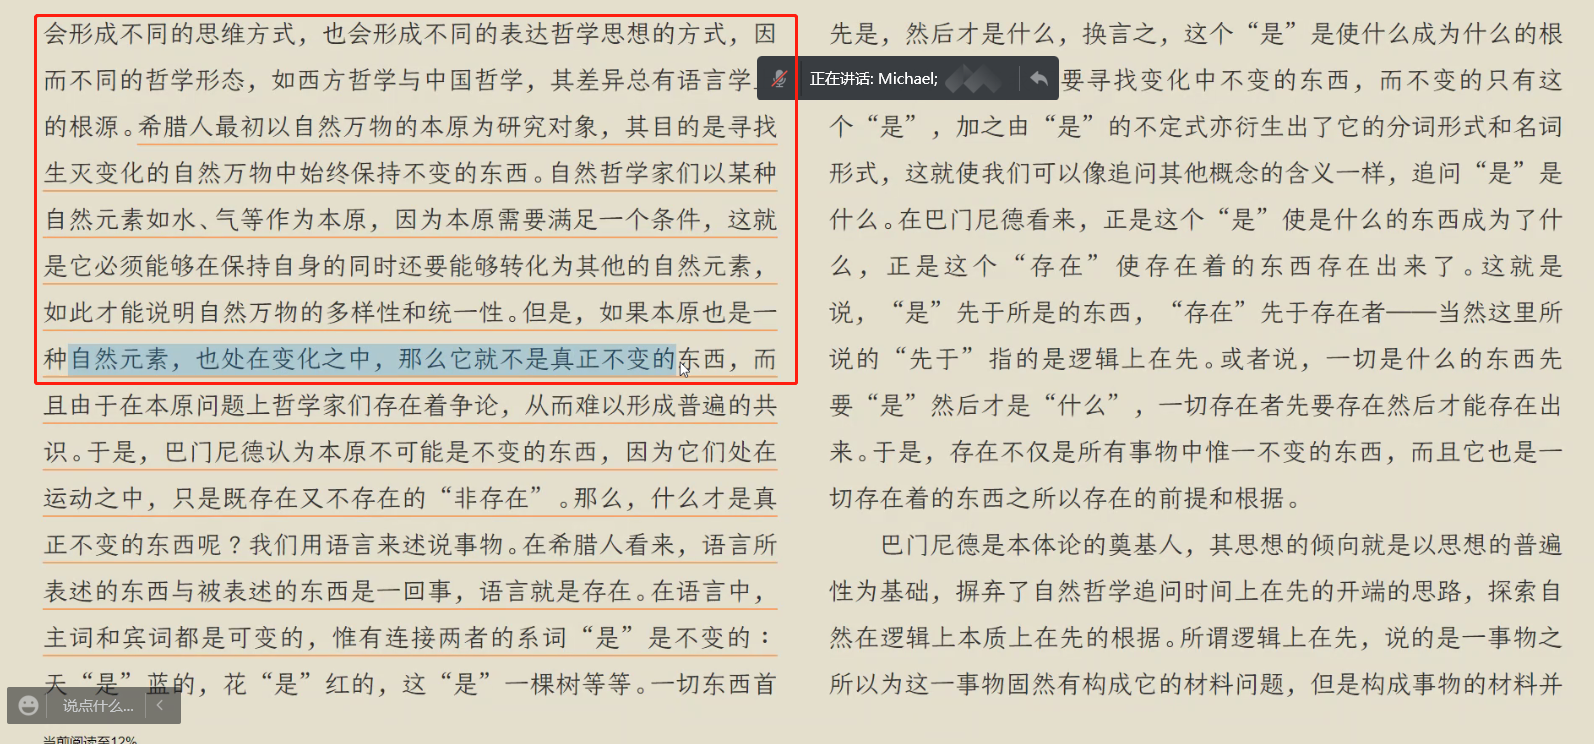 会形成不同的思维方式，也会形成不同的表达哲学思想的方式，因
而不同的哲学形态，如西方哲学与中国哲学，其差异总有语言学
的根源。希腊人最初以自然万物的本原为研究对象，其目的是寻找
生灭变化的自然万物中始终保持不变的东西。自然哲学家们以某种
自然元素如水、气等作为本原，因为本原需要满足一个条件，这就
是它必须能够在保持自身的同时还要能够转化为其他的自然元素，
如此才能说明自然万物的多样性和统一性。但是，如果本原也是一
种自然元素，也处在变化之中，那么它就不是真正不变的东西，而
且由于在本原问题上哲学家们存在着争论，从而难以形成普遍的共
识。于是，巴门尼德认为本原不可能是不变的东西，因为它们处在
运动之中，只是既存在又不存在的“非存在”。那么，什么才是真
正不变的东西呢？我们用语言来述说事物。在希腊人看来，语言所
表述的东西与被表述的东西是一回事，语言就是存在。在语言中，
主词和宾词都是可变的，惟有连接两者的系词“是”是不变的：
天“是”蓝的，花“是”红的，这“是”一棵树等等。一切东西首
说点什么...
当前阅读至12%
先是，然后才是什么，换言之，这个“是”是使什么成为什么的根
正在讲话: Michael;
要寻找变化中不变的东西，而不变的只有这
个“是”，加之由“是”的不定式亦衍生出了它的分词形式和名词
形式，这就使我们可以像追问其他概念的含义一样，追问“是”是
什么。在巴门尼德看来，正是这个“是”使是什么的东西成为了什
么，正是这个“存在”使存在着的东西存在出来了。这就是
说，“是”先于所是的东西，“存在”先于存在者——当然这里所
说的“先于”指的是逻辑上在先。或者说，一切是什么的东西先
要“是”然后才是“什么”，一切存在者先要存在然后才能存在出
来。于是，存在不仅是所有事物中惟一不变的东西，而且它也是一
切存在着的东西之所以存在的前提和根据。
巴门尼德是本体论的奠基人，其思想的倾向就是以思想的普遍
性为基础，摒弃了自然哲学追问时间上在先的开端的思路，探索自
然在逻辑上本质上在先的根据。所谓逻辑上在先，说的是一事物之
所以为这一事物固然有构成它的材料问题，但是构成事物的材料并